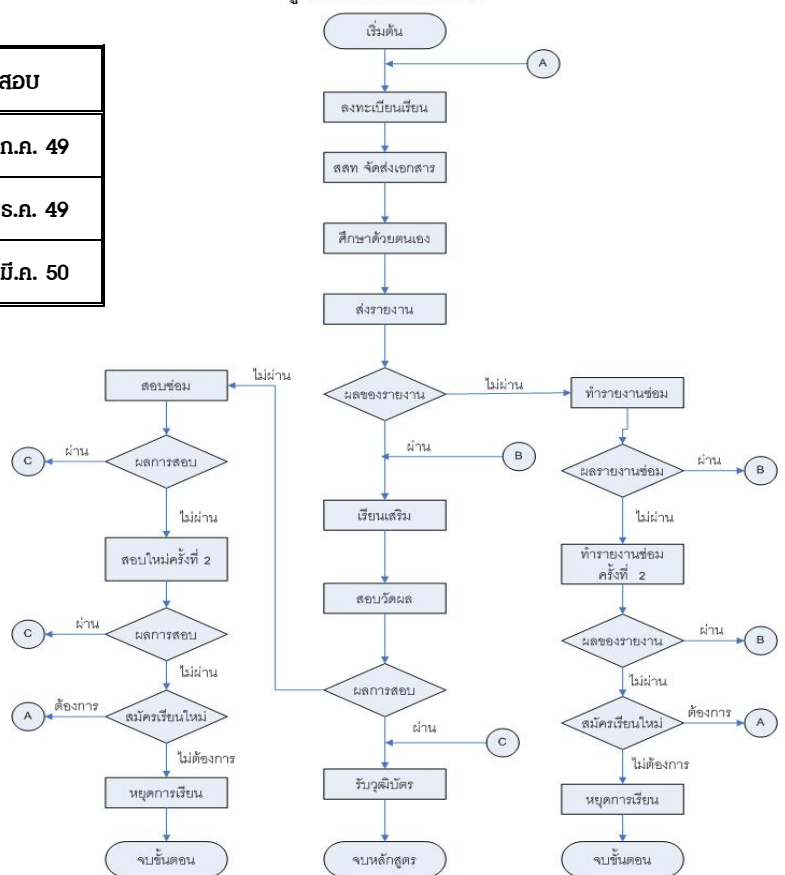 เริ่มต้น
A
สอบ
ก.ค. 49
ธ.ค. 49
มี.ค. 50
ลงทะเบียนเรียน
สสท จัดส่งเอกสาร
ศึกษาด้วยตนเอง
ส่งรายงาน
ผลของรายงาน
ไม่ผ่าน
ทำรายงานซ่อม
ผ่าน
B
ผลรายงานซ่อม
ผ่าน
B
ไม่ผ่าน
ทำรายงานซ่อม
ครั้งที่ 2
ผลของรายงาน
ผ่าน
B
ไม่ผ่าน
สมัครเรียนใหม่
ต้องการ
A
ไม่ต้องการ
หยุดการเรียน
จบขั้นตอน
เรียนเสริม
สอบวัดผล
ผลการสอบ
ไม่ผ่าน
ผ่าน
C
รับวุฒิบัตร
จบหลักสูตร
สอบซ่อม
ผลการสอบ
ผ่าน
C
ไม่ผ่าน
สอบใหม่ครั้งที่ 2
ผลการสอบ
ผ่าน
C
ไม่ผ่าน
สมัครเรียนใหม่
ต้องการ
A
ไม่ต้องการ
หยุดการเรียน
จบขั้นตอน